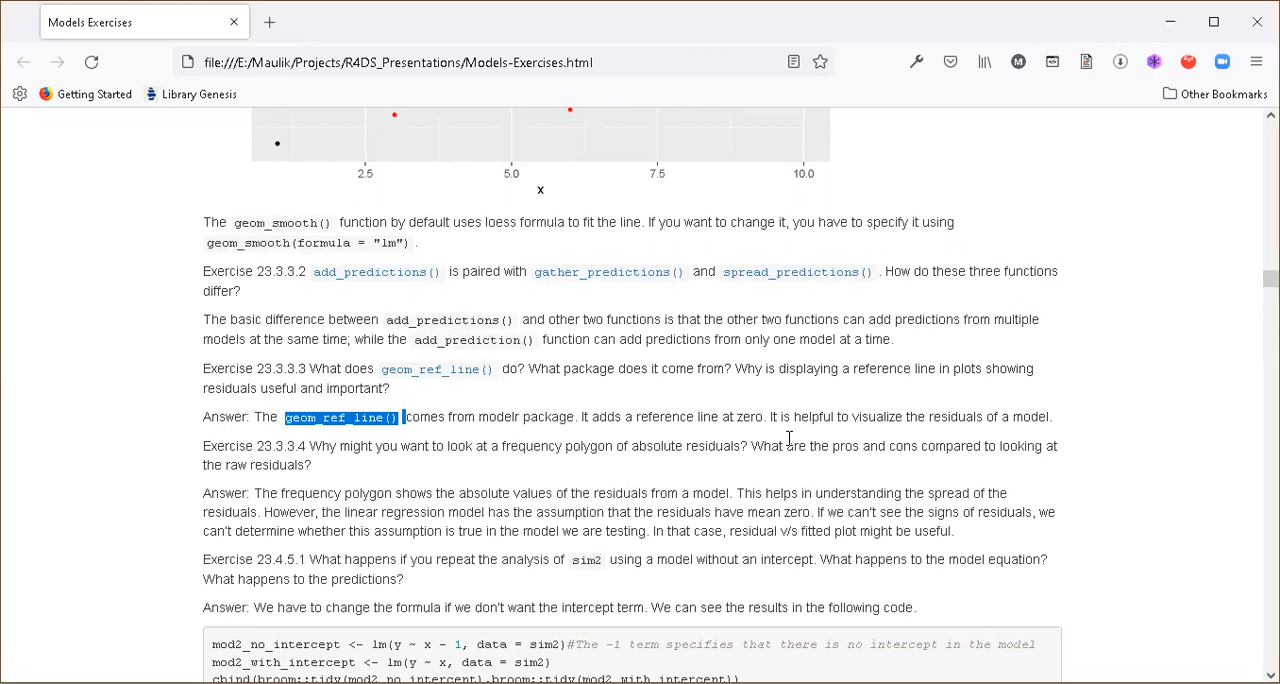 Models Exercises
file:///E:/Maulik/Projects/R4DS_Presentations/Models-Exercises.html
Getting Started
Library Genesis
Other Bookmarks
2.5 5.0 7.5 10.0
x
The geom_smooth() function by default uses loess formula to fit the line. If you want to change it, you have to specify it using
geom_smooth(formula = "lm") .
Exercise 23.3.3.2 add_predictions() is paired with gather_predictions() and spread_predictions() . How do these three functions
differ?
The basic difference between add_predictions() and other two functions is that the other two functions can add predictions from multiple
models at the same time; while the add_prediction() function can add predictions from only one model at a time.
Exercise 23.3.3.3 What does geom_ref_line() do? What package does it come from? Why is displaying a reference line in plots showing
residuals useful and important?
Answer: The geom_ref_line() comes from modelr package. It adds a reference line at zero. It is helpful to visualize the residuals of a model.
Exercise 23.3.3.4 Why might you want to look at a frequency polygon of absolute residuals? What are the pros and cons compared to looking at
the raw residuals?
Answer: The frequency polygon shows the absolute values of the residuals from a model. This helps in understanding the spread of the
residuals. However, the linear regression model has the assumption that the residuals have mean zero. If we can't see the signs of residuals, we
can't determine whether this assumption is true in the model we are testing. In that case, residual v/s fitted plot might be useful.
Exercise 23.4.5.1 What happens if you repeat the analysis of sim2 using a model without an intercept. What happens to the model equation?
What happens to the predictions?
Answer: We have to change the formula if we don't want the intercept term. We can see the results in the following code.
mod2_no_intercept <- lm(y ~ x - 1, data = sim2)#The -1 term specifies that there is no intercept in the model
mod2_with_intercept <- lm(y ~ x, data = sim2)
cbind(broom::tidy(mod2_no_intercept),broom::tidy(mod2_with_intercept))